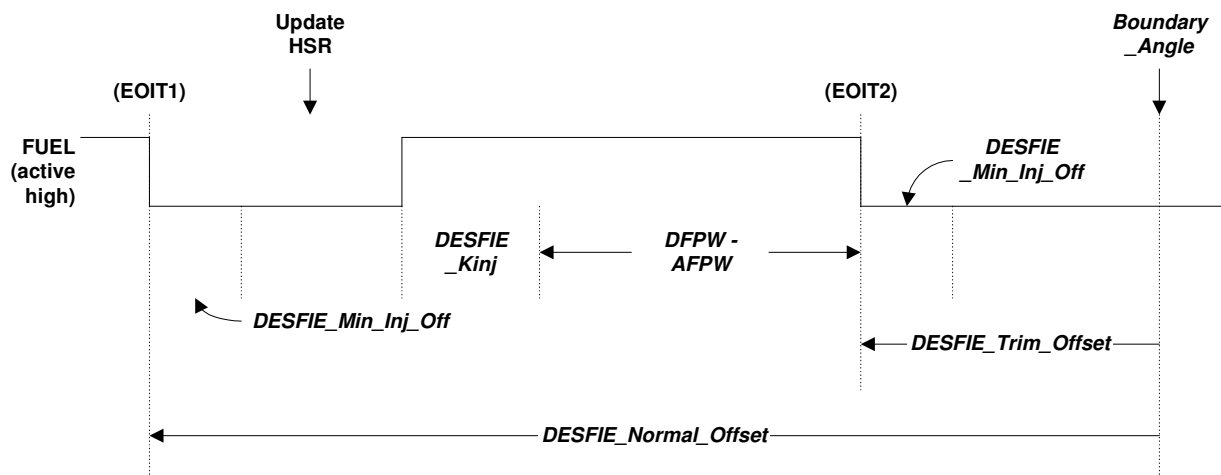 Update
HSR
Boundary
_Angle
(EOIT1)
(EOIT2)
FUEL
(active
high)
DESFIE
_Min_Inj_Off
DESFIE
_Kinj
DFPW -
AFPW
DESFIE_Min_Inj_Off
DESFIE_Trim_Offset
DESFIE_Normal_Offset